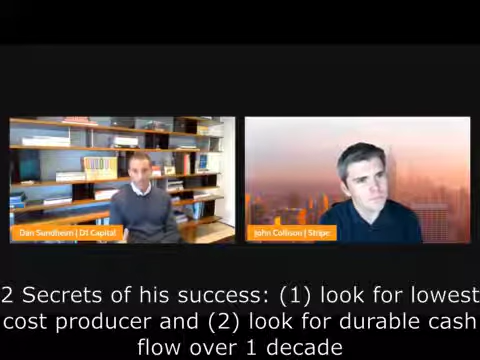 Dan Sundheim | D1 Capital
John Collison | Stripe
2 Secrets of his success: (1) look for lowest
cost producer and (2) look for durable cash
flow over 1 decade